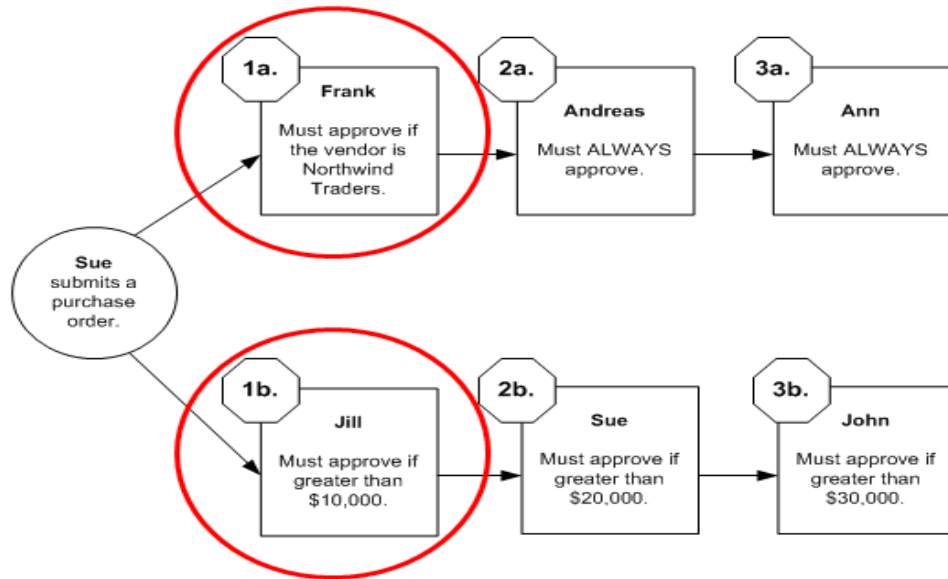 1a.
Frank
Must approve if
the vendor is
Northwind
Traders.
2a.
Andreas
Must ALWAYS
approve.
3a.
Ann
Must ALWAYS
approve.
Sue
submits a
purchase
order.
1b.
Jill
Must approve if
greater than
$10,000.
2b.
Sue
Must approve if
greater than
$20,000.
3b.
John
Must approve if
greater than
$30,000.